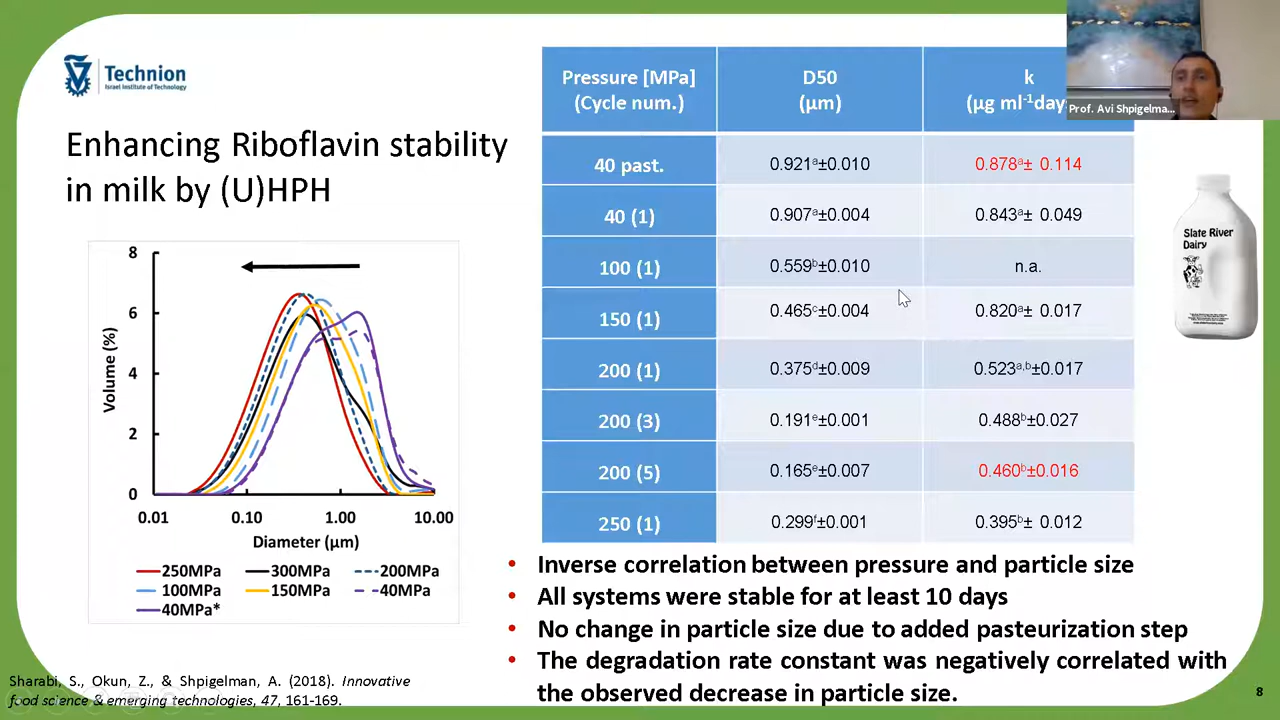 Technion
Israel Institute of Technology
Enhancing Riboflavin stability
in milk by (U)HPH
Volume (%)
8
6
4
2
0
0.01 0.10 1.00 10.00
Diameter (µm)
250MPa 300MPa 200MPa
100MPa 150MPa 40MPa
40MPa*
Sharabi, S., Okun, Z., & Shpigelman, A. (2018). Innovative
food science & emerging technologies, 47, 161-169.
Pressure [MPa] D50 k
(Cycle num.) (µm) (µg ml-1day
40 past. 0.921a±0.010 0.878a± 0.114
40 (1) 0.907a±0.004 0.843a± 0.049
100 (1) 0.559b±0.010 n.a.
150 (1) 0.465c±0.004 0.820a± 0.017
200 (1) 0.375d±0.009 0.523a,b±0.017
200 (3) 0.191e±0.001 0.488b±0.027
200 (5) 0.165e±0.007 0.460b±0.016
250 (1) 0.299f±0.001 0.395b± 0.012
Prof. Avi Shpigelma...
Slate River
Dairy
• Inverse correlation between pressure and particle size
• All systems were stable for at least 10 days
• No change in particle size due to added pasteurization step
• The degradation rate constant was negatively correlated with
the observed decrease in particle size.
8